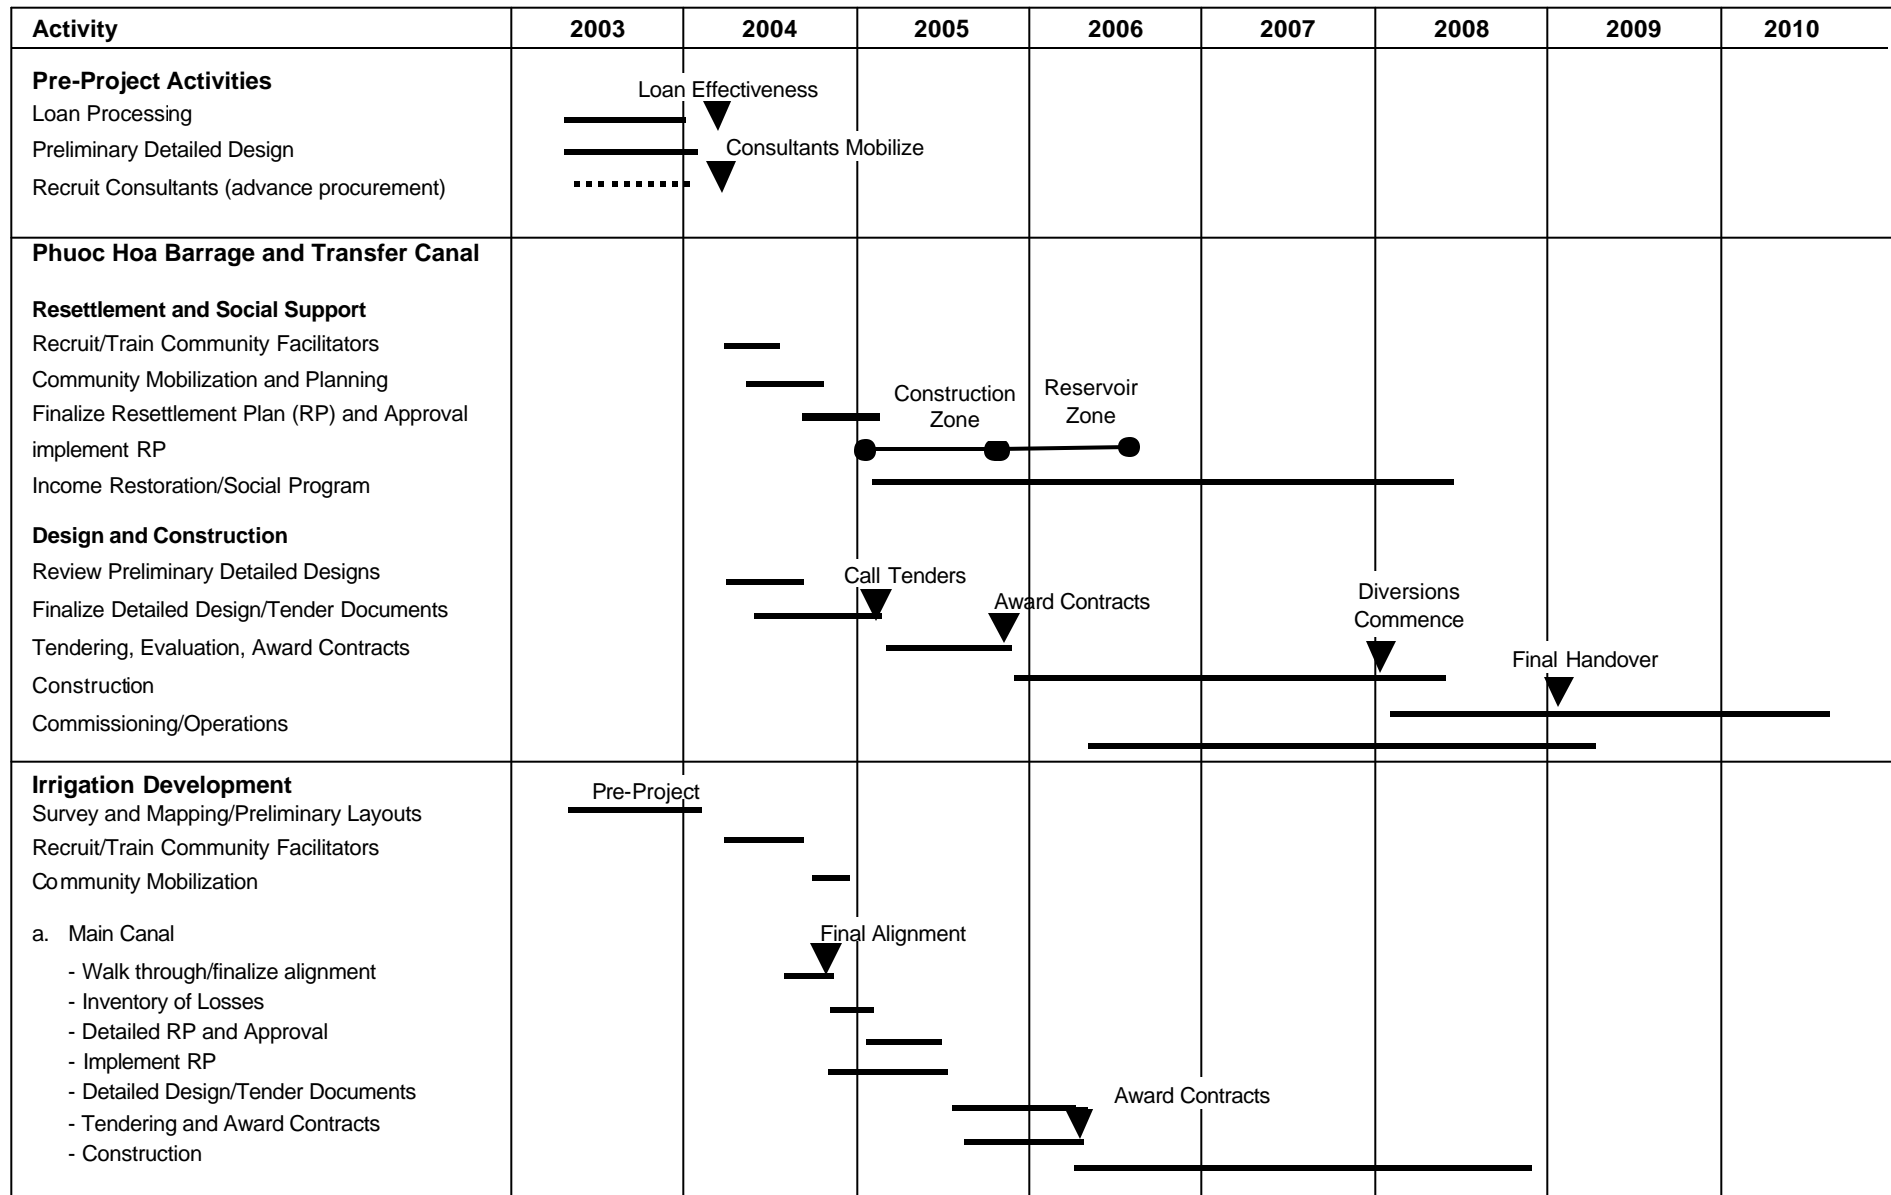 Activity 2003 2004 2005 2006 2007 2008 2009 2010
Pre-Project Activities
Loan Effectiveness
Loan Processing
Preliminary Detailed Design
Consultants Mobilize
Recruit Consultants (advance procurement)
Phuoc Hoa Barrage and Transfer Canal
Resettlement and Social Support
Recruit/Train Community Facilitators
Community Mobilization and Planning
Construction
Zone
Reservoir
Zone
Finalize Resettlement Plan (RP) and Approval
implement RP
Income Restoration/Social Program
Design and Construction
Review Preliminary Detailed Designs
Call Tenders
Finalize Detailed Design/Tender Documents
Award Contracts
Diversions
Commence
Tendering, Evaluation, Award Contracts
Final Handover
Construction
Commissioning/Operations
Irrigation Development
Pre-Project
Survey and Mapping/Preliminary Layouts
Recruit/Train Community Facilitators
Community Mobilization
a. Main Canal
Final Alignment
- Walk through/finalize alignment
- Inventory of Losses
- Detailed RP and Approval
- Implement RP
- Detailed Design/Tender Documents
Award Contracts
- Tendering and Award Contracts
- Construction